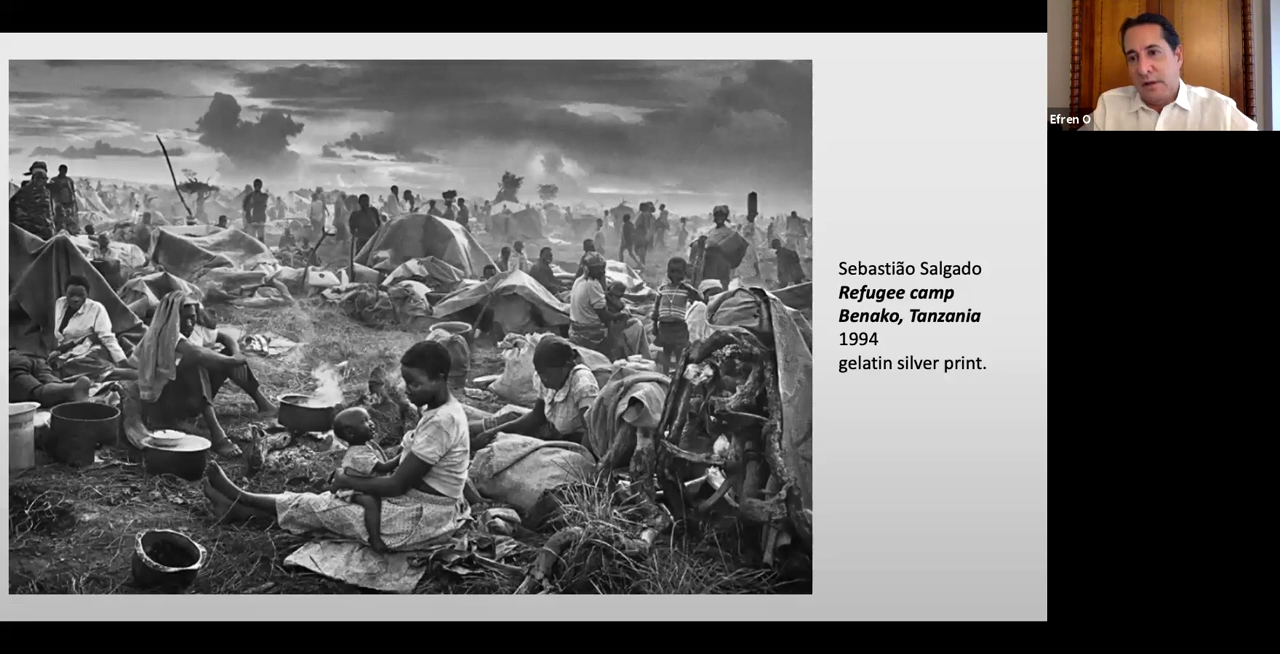 Sebastião Salgado
Refugee camp
Benako, Tanzania
1994
gelatin silver print.
Efren O